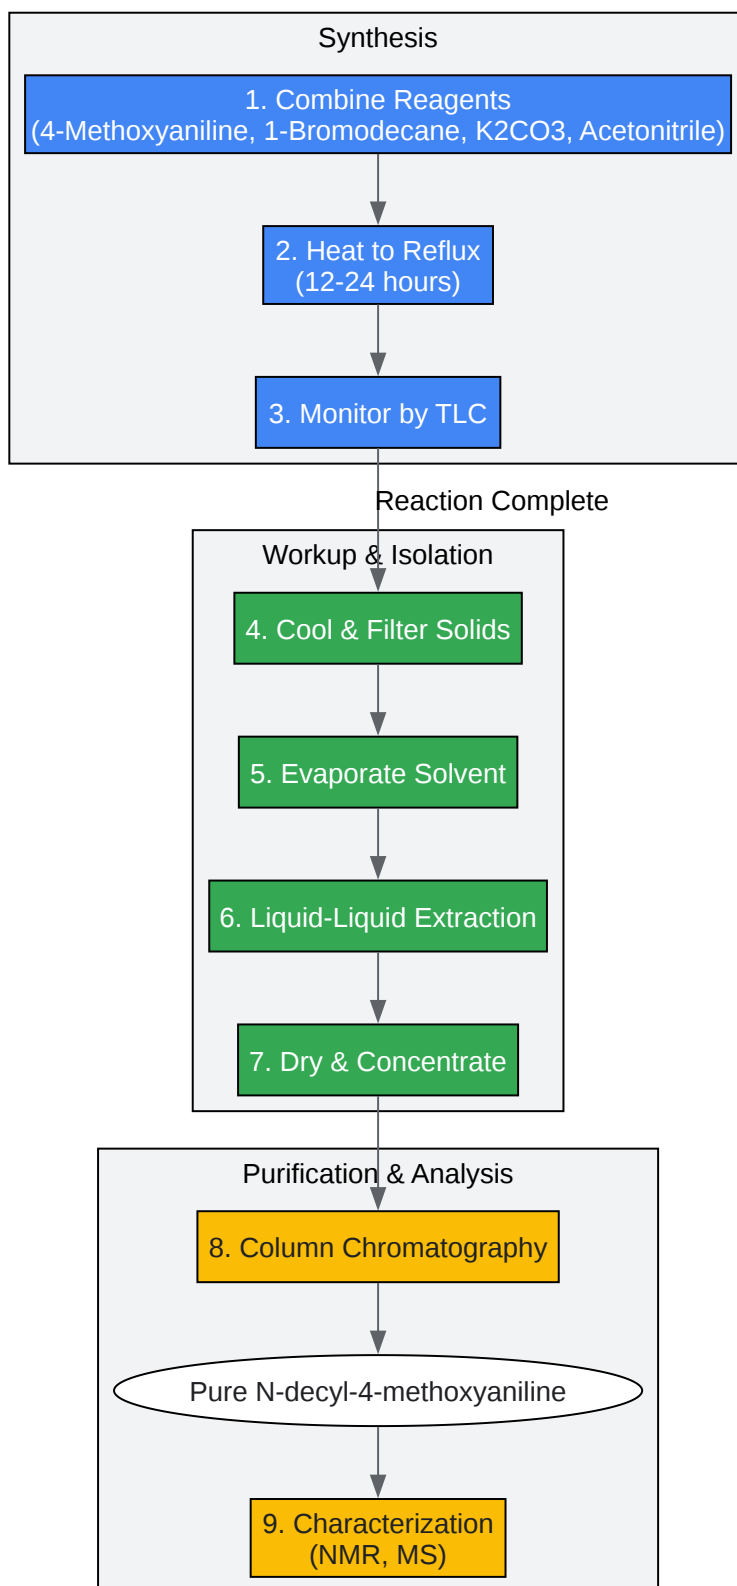 Synthesis
1. Combine Reagents
(4-Methoxyaniline, 1-Bromodecane, K2CO3, Acetonitrile)
2. Heat to Reflux
(12-24 hours)
3. Monitor by TLC
Reaction Complete
Workup & Isolation
4. Cool & Filter Solids
5. Evaporate Solvent
6. Liquid-Liquid Extraction
7. Dry & Concentrate
Purification & Analysis
8. Column Chromatography
Pure N-decyl-4-methoxyaniline
9. Characterization
(NMR, MS)